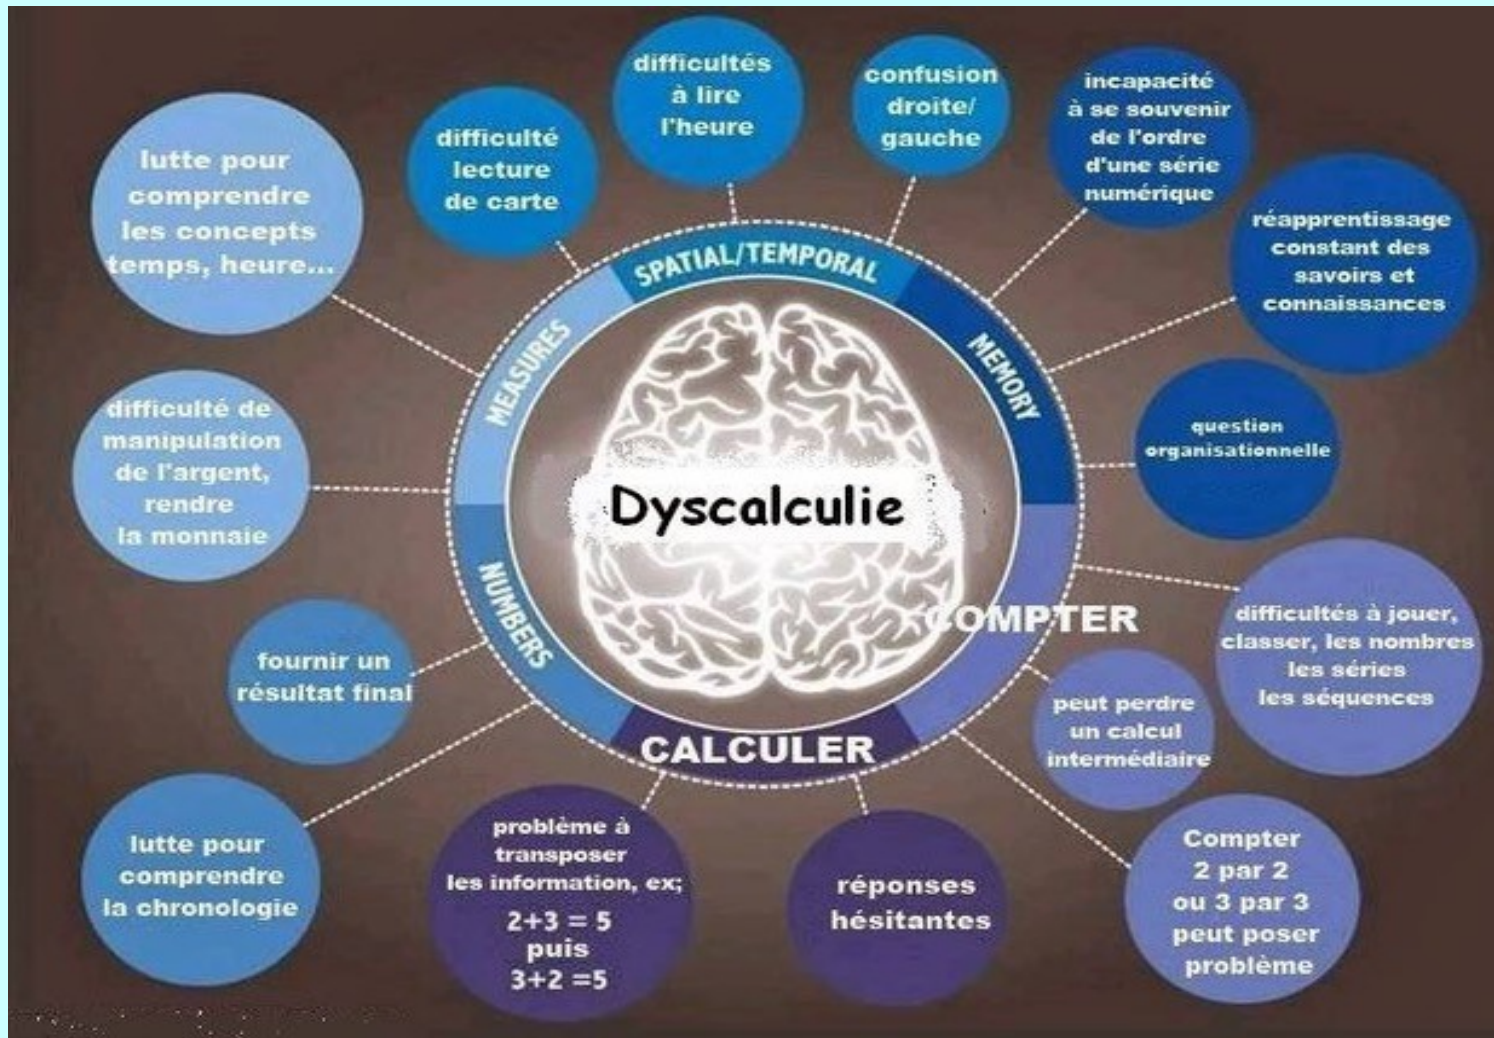 difficultés
à lire
l'heure
confusion
droite/
gauche
incapacité
à se souvenir
de l'ordre
d'une série
numérique
difficulté
lecture
de carte
lutte pour
comprendre
les concepts
temps, heure...
réapprentissage
constant des
savoirs et
connaissances
SPATIAL/TEMPORAL
MEASURES
MEMORY
difficulté de
manipulation
de l'argent,
rendre
la monnaie
question
organisationnelle
Dyscalculie
NUMBERS
COMPTER
difficultés à jouer,
classer, les nombres
les séries
les séquences
fournir un
résultat final
peut perdre
un calcul
intermédiaire
CALCULER
lutte pour
comprendre
la chronologie
problème à
transposer
les information, ex;
2+3 = 5
puis
3+2 =5
réponses
hésitantes
Compter
2 par 2
ou 3 par 3
peut poser
problème